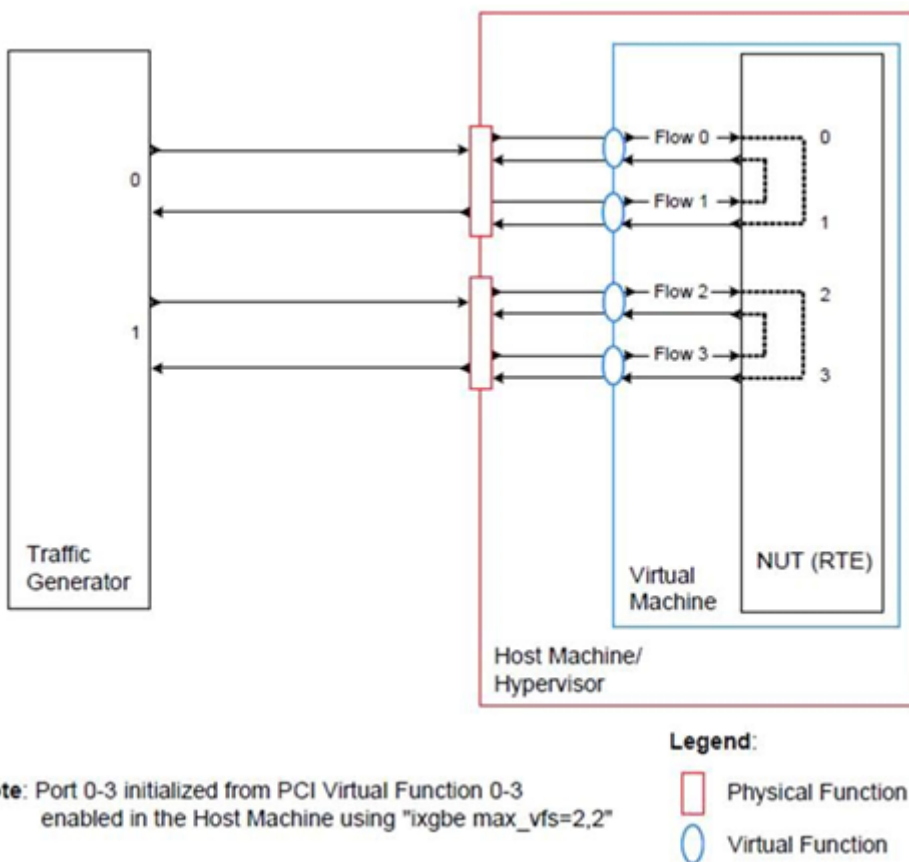 0
1
Flow 0
Flow 1
Flow 2
Flow 3
0
1
2
3
Traffic
Generator
Virtual
Machine
NUT (RTE)
Host Machine/
Hypervisor
Legend:
Physical Function
Virtual Function
te: Port 0-3 initialized from PCI Virtual Function 0-3
enabled in the Host Machine using "ixgbe max_vfs=2,2"